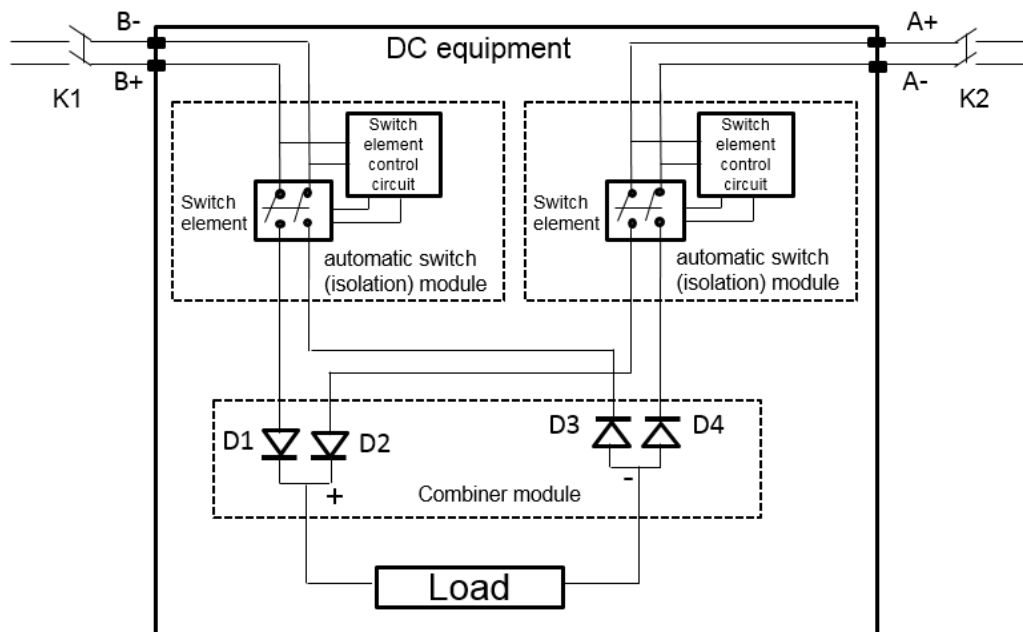 B-
A+
DC equipment
B+
A-
K1
K2
Switch
element
control
circuit
Switch
element
control
circuit
Switch
element
Switch
element
automatic switch
(isolation) module
automatic switch
(isolation) module
D1
D2
D3
D4
+
-
Combiner module
Load